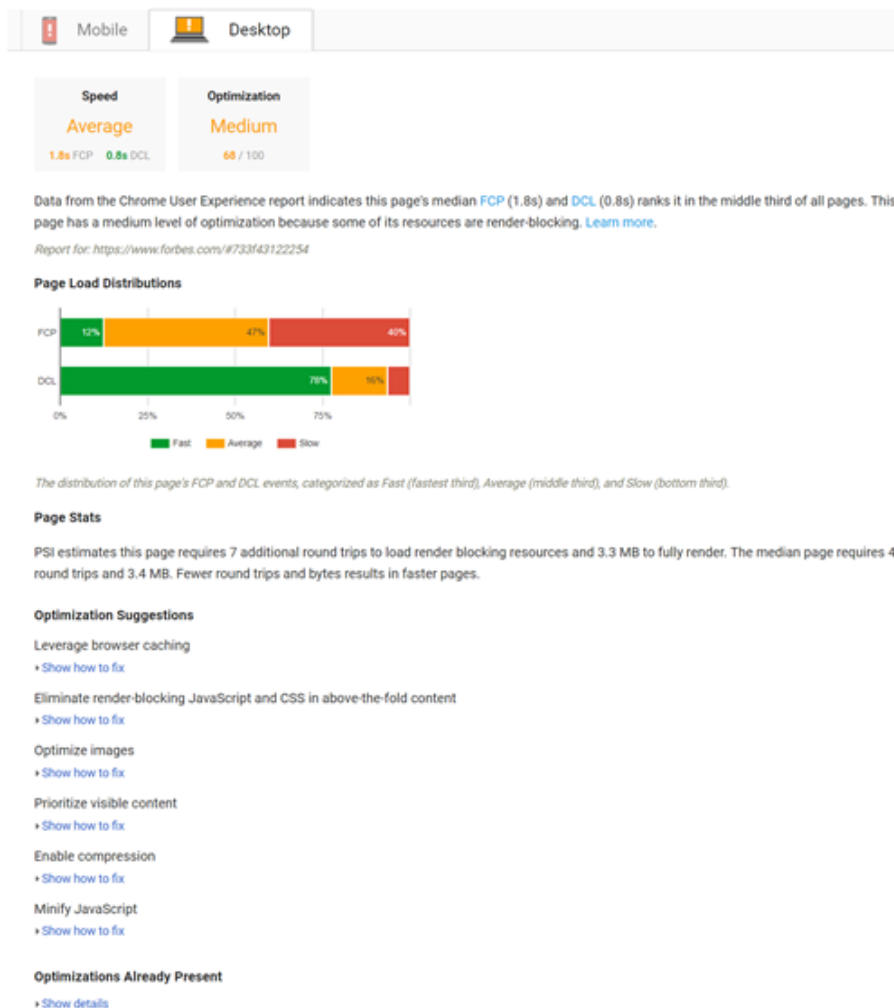 Mobile
Desktop
Speed
Average
1.8s FCP 0.8s DCL
Optimization
Medium
68 / 100
Data from the Chrome User Experience report indicates this page's median FCP (1.8s) and DCL (0.8s) ranks it in the middle third of all pages. This
page has a medium level of optimization because some of its resources are render-blocking. Learn more.
Report for: https://www.forbes.com/#733f43122254
Page Load Distributions
FCP 12% 47% 40%
DCL 78% 16%
0% 25% 50% 75%
Fast Average Slow
The distribution of this page's FCP and DCL events, categorized as Fast (fastest third), Average (middle third), and Slow (bottom third).
Page Stats
PSI estimates this page requires 7 additional round trips to load render blocking resources and 3.3 MB to fully render. The median page requires 4
round trips and 3.4 MB. Fewer round trips and bytes results in faster pages.
Optimization Suggestions
Leverage browser caching
Show how to fix
Eliminate render-blocking JavaScript and CSS in above-the-fold content
Show how to fix
Optimize images
Show how to fix
Prioritize visible content
Show how to fix
Enable compression
Show how to fix
Minify JavaScript
Show how to fix
Optimizations Already Present
Show details